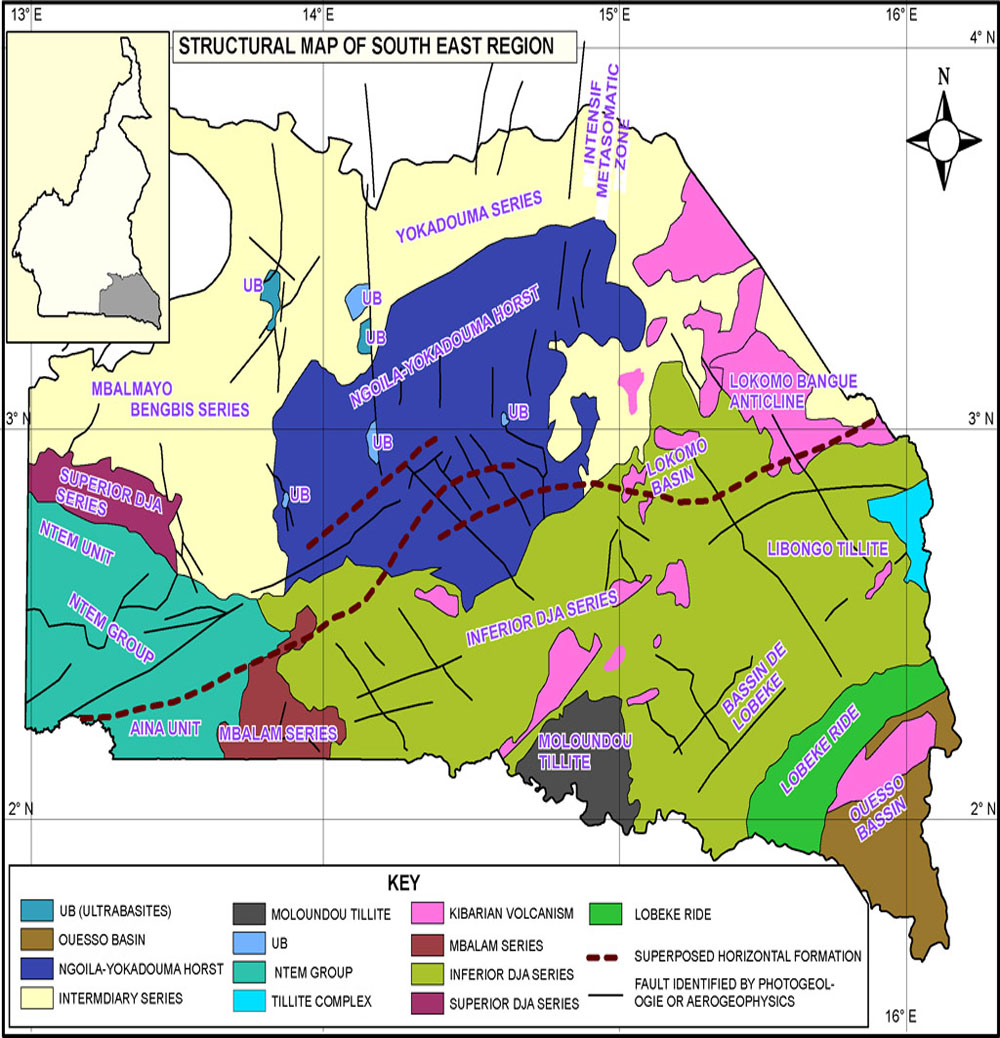 13°
14°E
15°E
16°E
4° N
STRUCTURAL MAP OF SOUTH EAST REGION
N
INTENSIF
METASOMATIC
ZONE
YOKADOUMA SERIES
UB
UB
UB
NGOILA-YOKADOUMA HORST
MBALMAYO
BENGBIS SERIES
LOKOMO BANGUE
ANTICLINE
3° N
3° N
UB
UB
LOKOMO
BASIN
SUPERIOR DJA
SERIES
UB
NTEM UNIT
LIBONGO TILLITE
NTEM GROUP
INFERIOR DJA SERIES
BASSIN DE
LOBEKE
AINA UNIT
MBALAM SERIES
MOLOUNDOU
TILLITE
LOBEKE RIDE
OUESSO
BASSIN
2° N
2° N
KEY
UB (ULTRABASITES)
OUESSO BASIN
NGOILA-YOKADOUMA HORST
INTERMDIARY SERIES
MOLOUNDOU TILLITE
UB
NTEM GROUP
TILLITE COMPLEX
KIBARIAN VOLCANISM
MBALAM SERIES
INFERIOR DJA SERIES
SUPERIOR DJA SERIES
LOBEKE RIDE
SUPERPOSED HORIZONTAL FORMATION
FAULT IDENTIFIED BY PHOTOGEOL-
OGIE OR AEROGEOPHYSICS
16°E